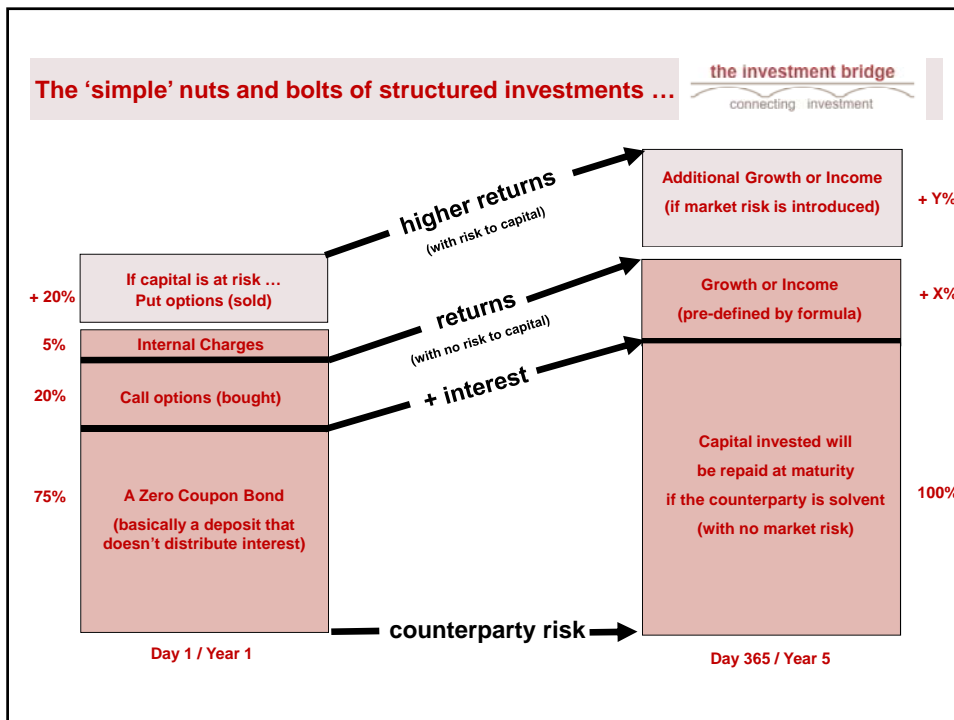 The ‘simple’ nuts and bolts of structured investments …
the investment bridge
connecting investment
If capital is at risk …
Put options (sold)
+ 20%
Internal Charges
5%
Call options (bought)
20%
A Zero Coupon Bond
(basically a deposit that
doesn’t distribute interest)
75%
Day 1 / Year 1
higher returns
(with risk to capital)
returns
(with no risk to capital)
+ interest
counterparty risk
Additional Growth or Income
(if market risk is introduced)
+ Y%
Growth or Income
(pre-defined by formula)
+ X%
Capital invested will
be repaid at maturity
if the counterparty is solvent
(with no market risk)
100%
Day 365 / Year 5